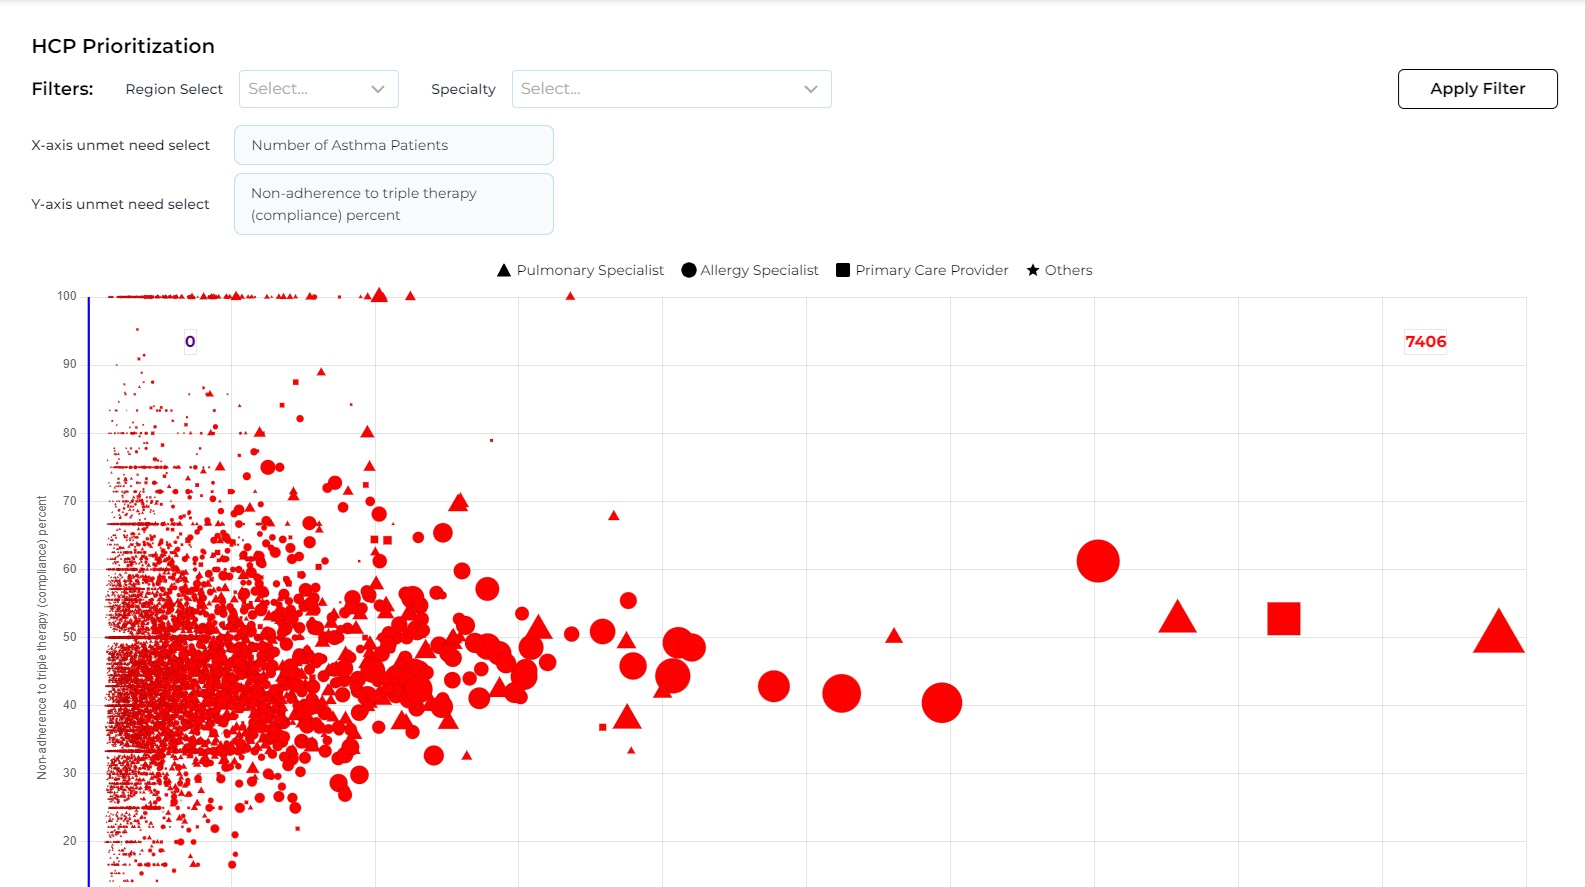 HCP Prioritization
Filters: Region Select Select... Specialty Select... Apply Filter
X-axis unmet need select Number of Asthma Patients
Y-axis unmet need select Non-adherence to triple therapy
(compliance) percent
Pulmonary Specialist Allergy Specialist Primary Care Provider Others
100
0 7406
90
80
70
60
50
40
30
20
Non-adherence to triple therapy (compliance) percent